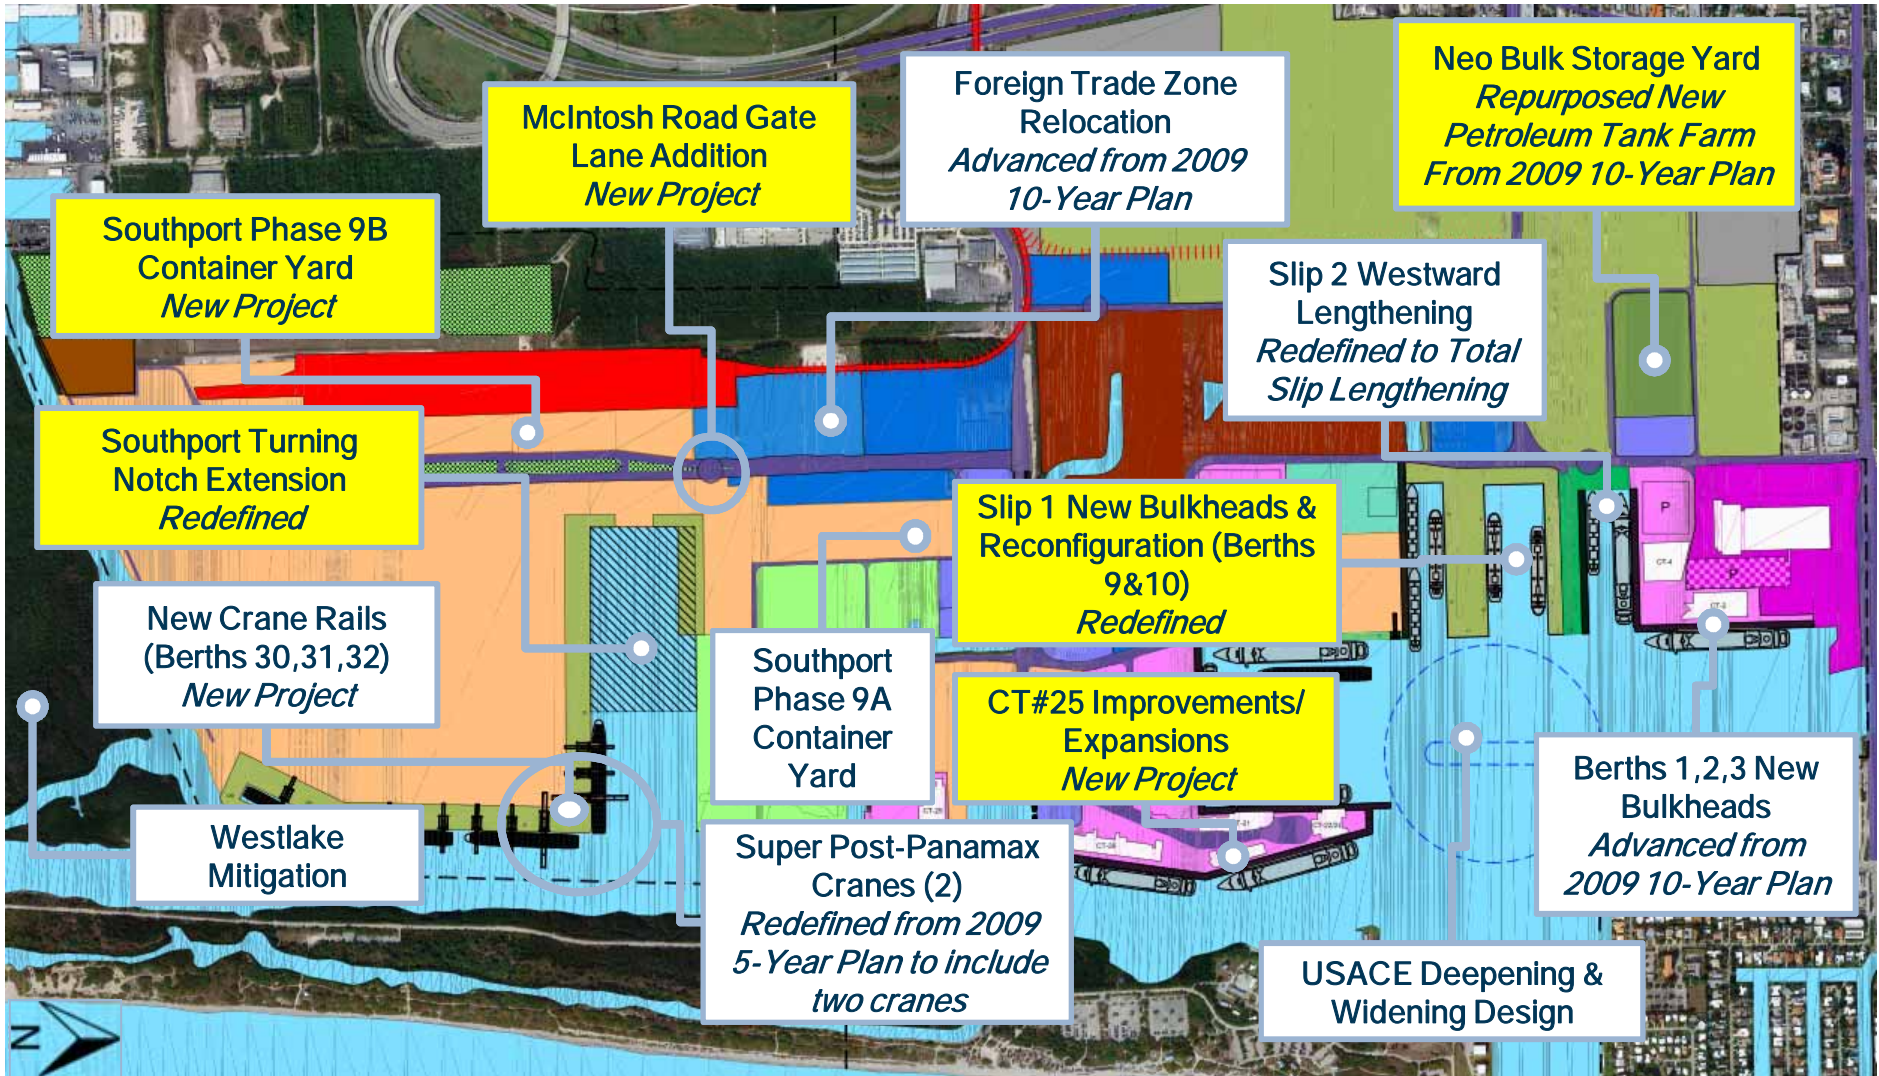 Neo Bulk Storage Yard
Repurposed New
Petroleum Tank Farm
From 2009 10-Year Plan
Foreign Trade Zone
Relocation
Advanced from 2009
10-Year Plan
McIntosh Road Gate
Lane Addition
New Project
Southport Phase 9B
Container Yard
New Project
Slip 2 Westward
Lengthening
Redefined to Total
Slip Lengthening
Southport Turning
Notch Extension
Redefined
Slip 1 New Bulkheads &
Reconfiguration (Berths
9&10)
Redefined
P
CT-4
P
CT-2
New Crane Rails
(Berths 30,31,32)
New Project
Southport
Phase 9A
Container
Yard
CT#25 Improvements/
Expansions
New Project
Berths 1,2,3 New
Bulkheads
Advanced from
2009 10-Year Plan
Westlake
Mitigation
Super Post-Panamax
Cranes (2)
Redefined from 2009
5-Year Plan to include
two cranes
CT-21
USACE Deepening &
Widening Design
N